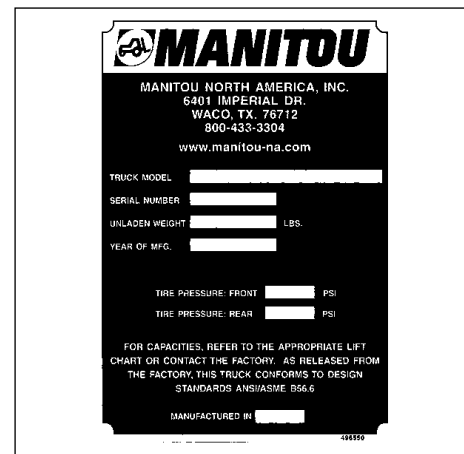 MANITOU
MANITOU NORTH AMERICA, INC.
6401 IMPERIAL DR.
WACO, TX. 76712
800-433-3304
www.manitou-na.com
TRUCK MODEL
SERIAL NUMBER
UNLADEN WEIGHT LBS.
YEAR OF MFG.
TIRE PRESSURE: FRONT PSI
TIRE PRESSURE: REAR PSI
FOR CAPACITIES, REFER TO THE APPROPRIATE LIFT
CHART OR CONTACT THE FACTORY. AS RELEASED FROM
THE FACTORY, THIS TRUCK CONFORMS TO DESIGN
STANDARDS ANSI/ASME B56.6
MANUFACTURED IN
496550